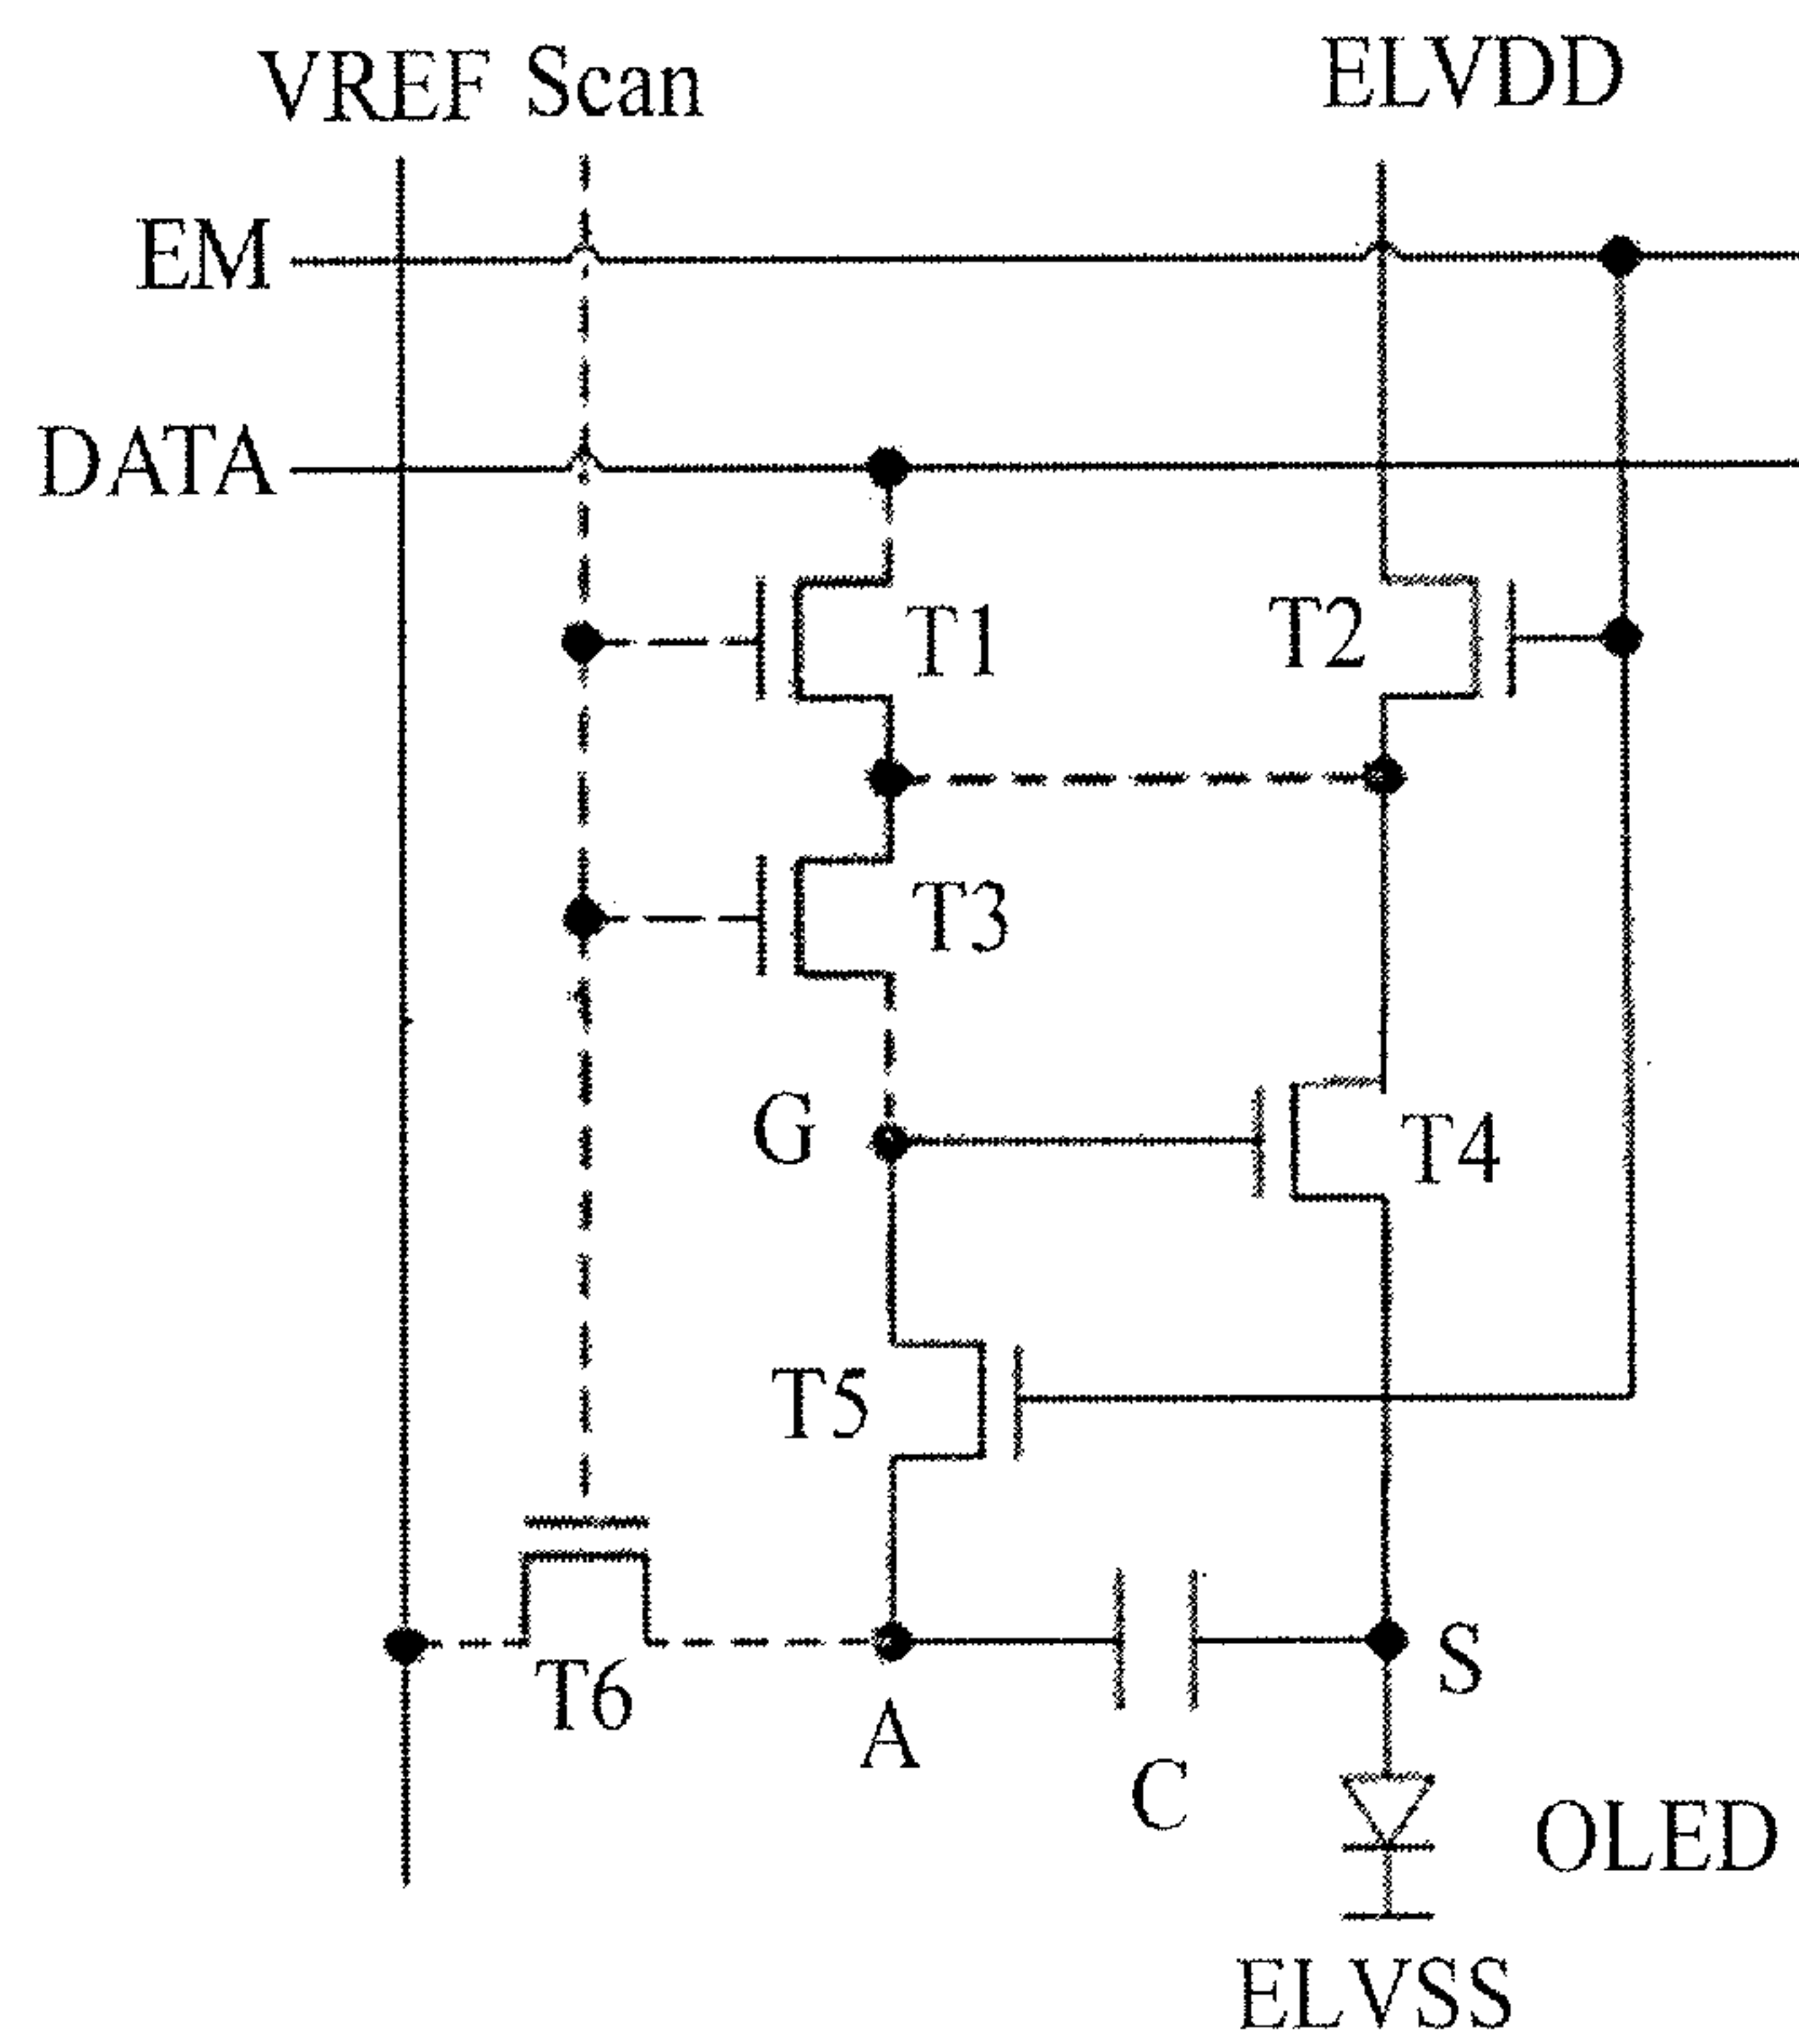 VREF Scan ELVDD
EM
DATA
T1 T2
T3
G T4
T5
T6 A C S
OLED
ELVSS